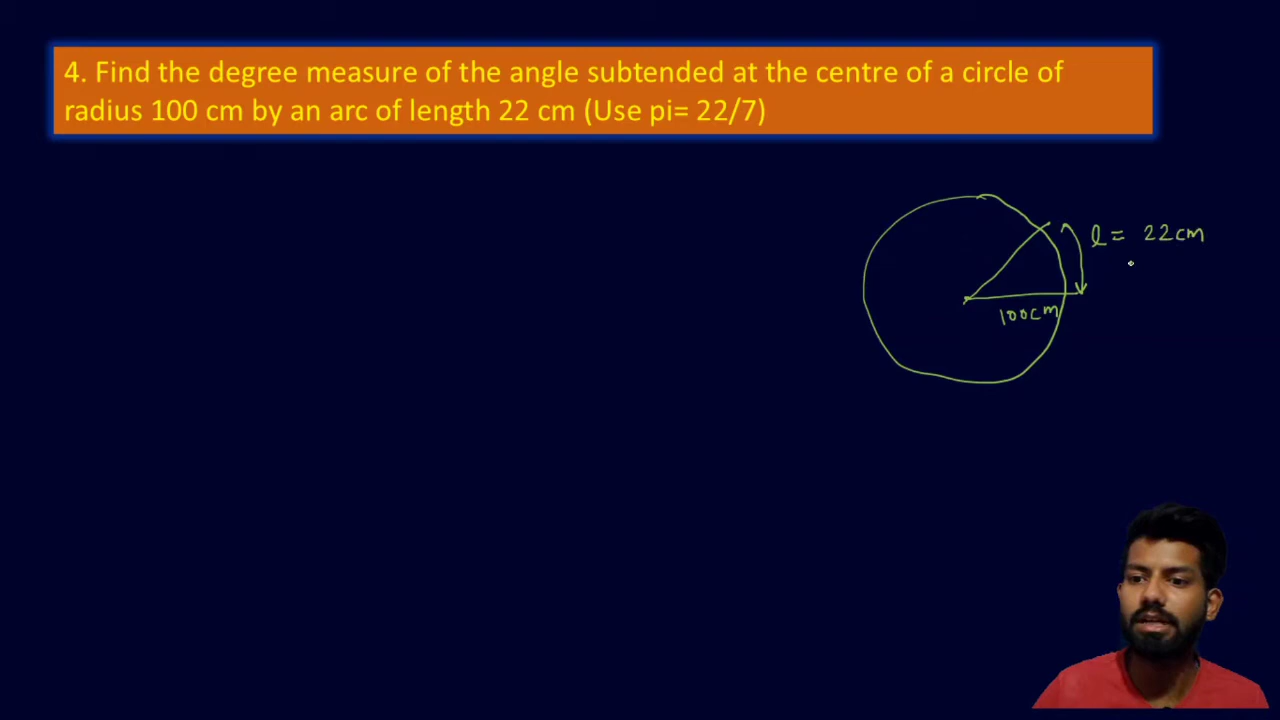 4. Find the degree measure of the angle subtended at the centre of a circle of
radius 100 cm by an arc of length 22 cm (Use pi= 22/7)
l = 22cm
100cm